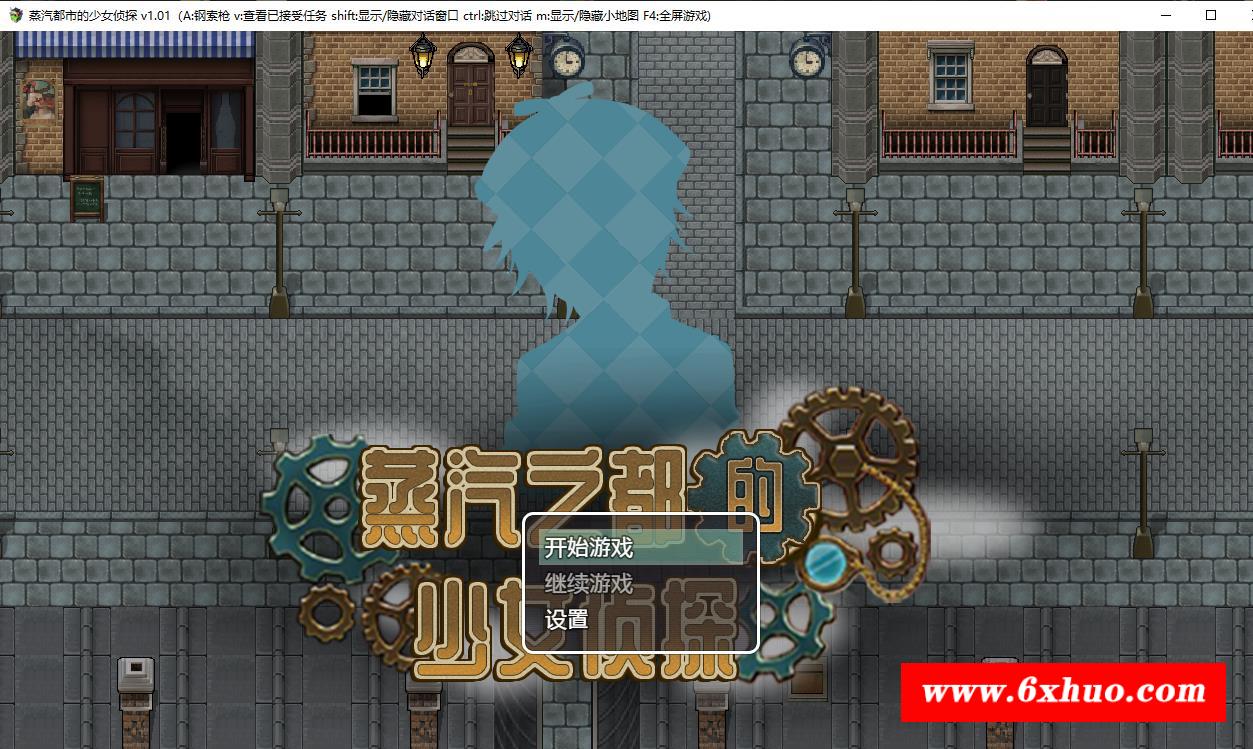 蒸汽都市的少女侦探 v1.01（A:钢索枪 v:查看已接受任务 shift:显示/隐藏对话窗口 ctrl:跳过对话 m:显示/隐藏小地图 F4:全屏游戏)
蒸汽之都的
少女侦探
开始游戏
继续游戏
设置
www.6xhuo.com